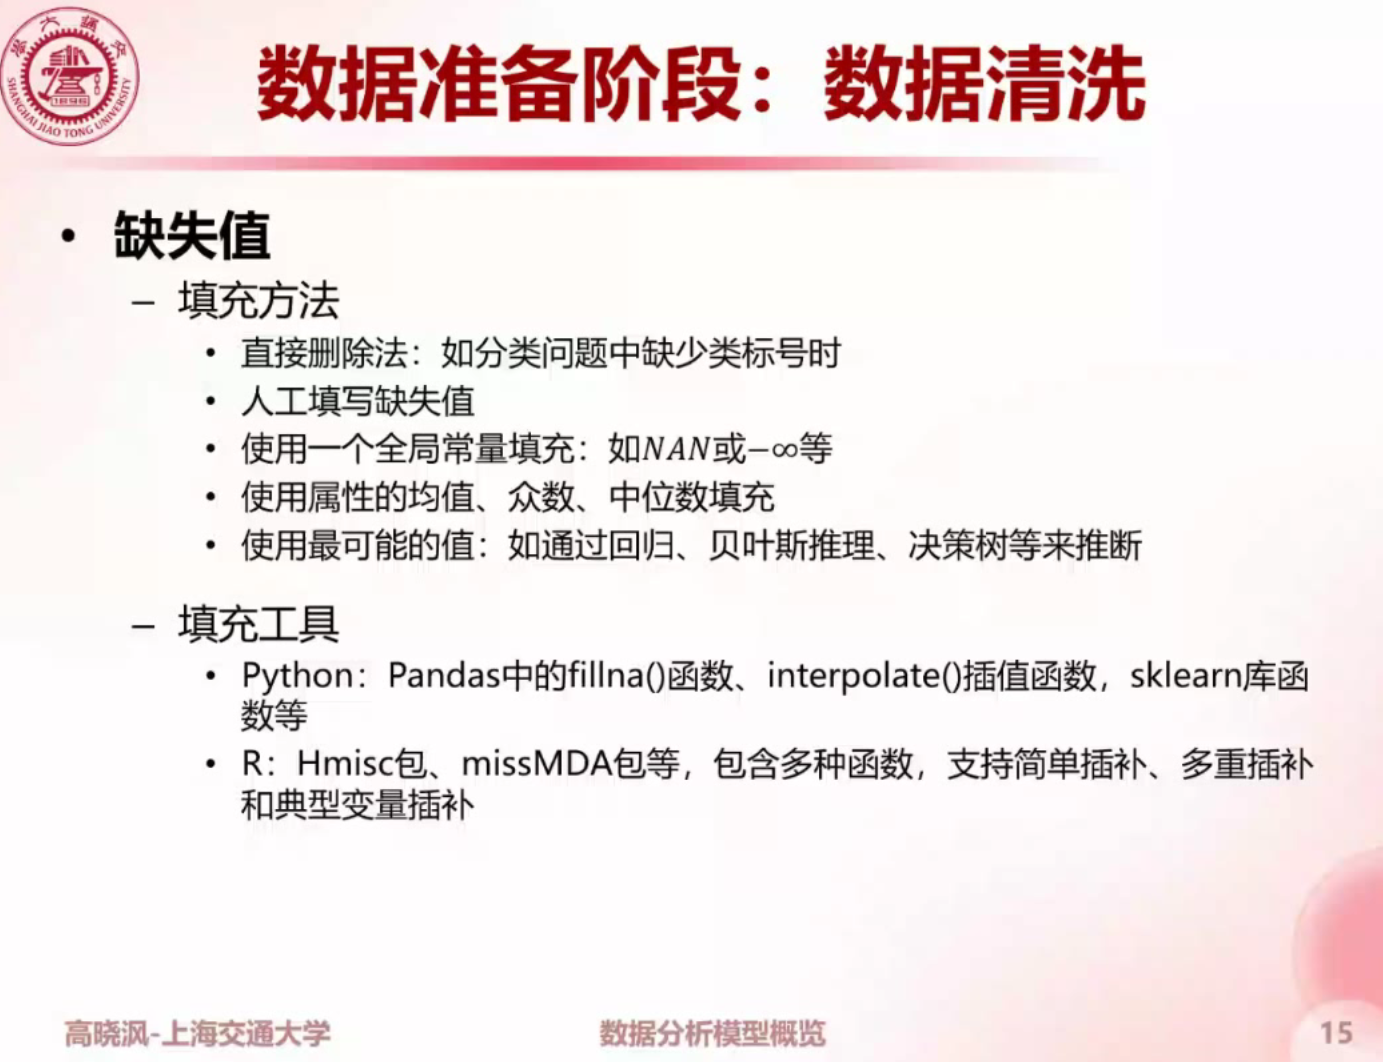 SHANGHAI JIAO TONG UNIVERSITY
1896
数据准备阶段：数据清洗
• 缺失值
– 填充方法
• 直接删除法：如分类问题中缺少类标号时
• 人工填写缺失值
• 使用一个全局常量填充：如NAN或−∞等
• 使用属性的均值、众数、中位数填充
• 使用最可能的值：如通过回归、贝叶斯推理、决策树等来推断
– 填充工具
• Python：Pandas中的fillna()函数、interpolate()插值函数，sklearn库函
数等
• R：Hmisc包、missMDA包等，包含多种函数，支持简单插补、多重插补
和典型变量插补
高晓沨-上海交通大学
数据分析模型概览
15